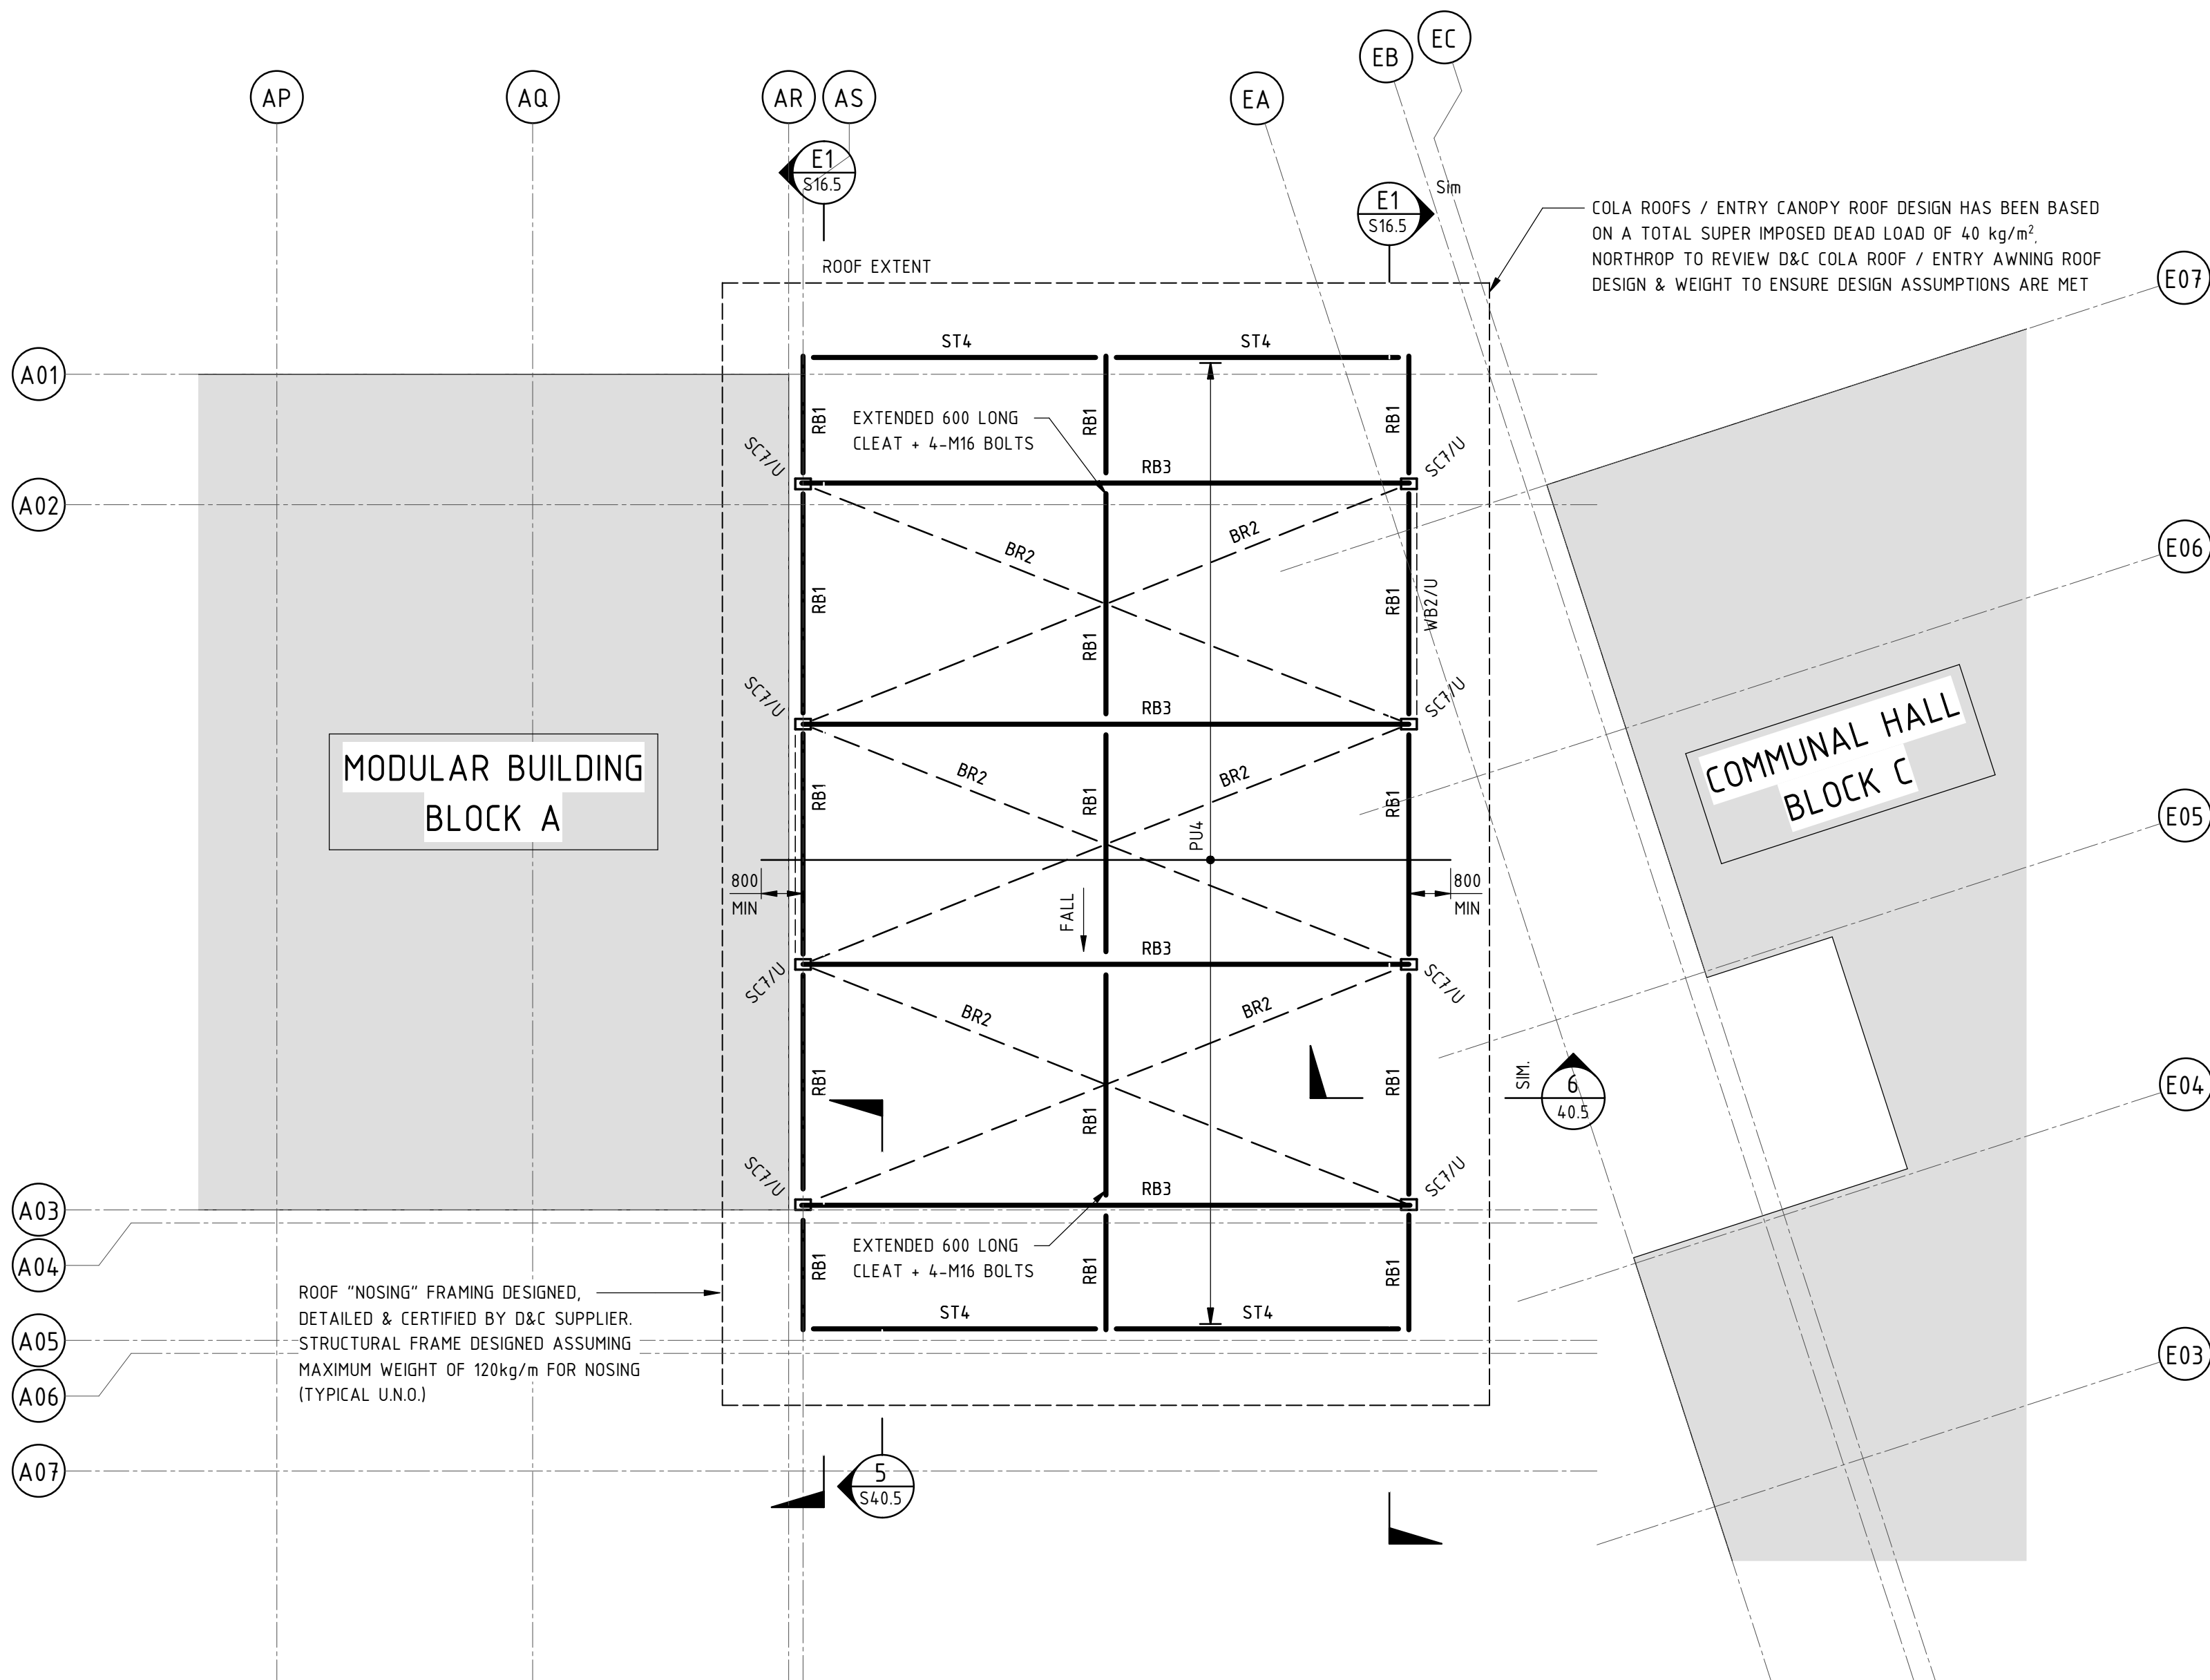 EC
EB
AP
AQ
AR
AS
EA
E1
S16.5
Sim
E1
S16.5
COLA ROOFS / ENTRY CANOPY ROOF DESIGN HAS BEEN BASED
ON A TOTAL SUPER IMPOSED DEAD LOAD OF 40 kg/m²,
NORTHROP TO REVIEW D&C COLA ROOF / ENTRY AWNING ROOF
DESIGN & WEIGHT TO ENSURE DESIGN ASSUMPTIONS ARE MET
ROOF EXTENT
E07
ST4
ST4
A01
RB1
EXTENDED 600 LONG
CLEAT + 4-M16 BOLTS
RB1
RB1
SC7/U
SC7/U
RB3
A02
BR2
BR2
E06
RB1
RB1
RB1
WB2/U
SC7/U
SC7/U
RB3
MODULAR BUILDING
BLOCK A
COMMUNAL HALL
BLOCK C
BR2
BR2
RB1
RB1
RB1
E05
PU4
800
MIN
800
MIN
FALL
RB3
SC7/U
SC7/U
BR2
BR2
RB1
RB1
RB1
SIM.
6
40.5
E04
SC7/U
SC7/U
RB3
A03
A04
RB1
EXTENDED 600 LONG
CLEAT + 4-M16 BOLTS
RB1
RB1
ROOF "NOSING" FRAMING DESIGNED,
DETAILED & CERTIFIED BY D&C SUPPLIER.
STRUCTURAL FRAME DESIGNED ASSUMING
MAXIMUM WEIGHT OF 120kg/m FOR NOSING
(TYPICAL U.N.O.)
ST4
ST4
A05
E03
A06
A07
5
S40.5